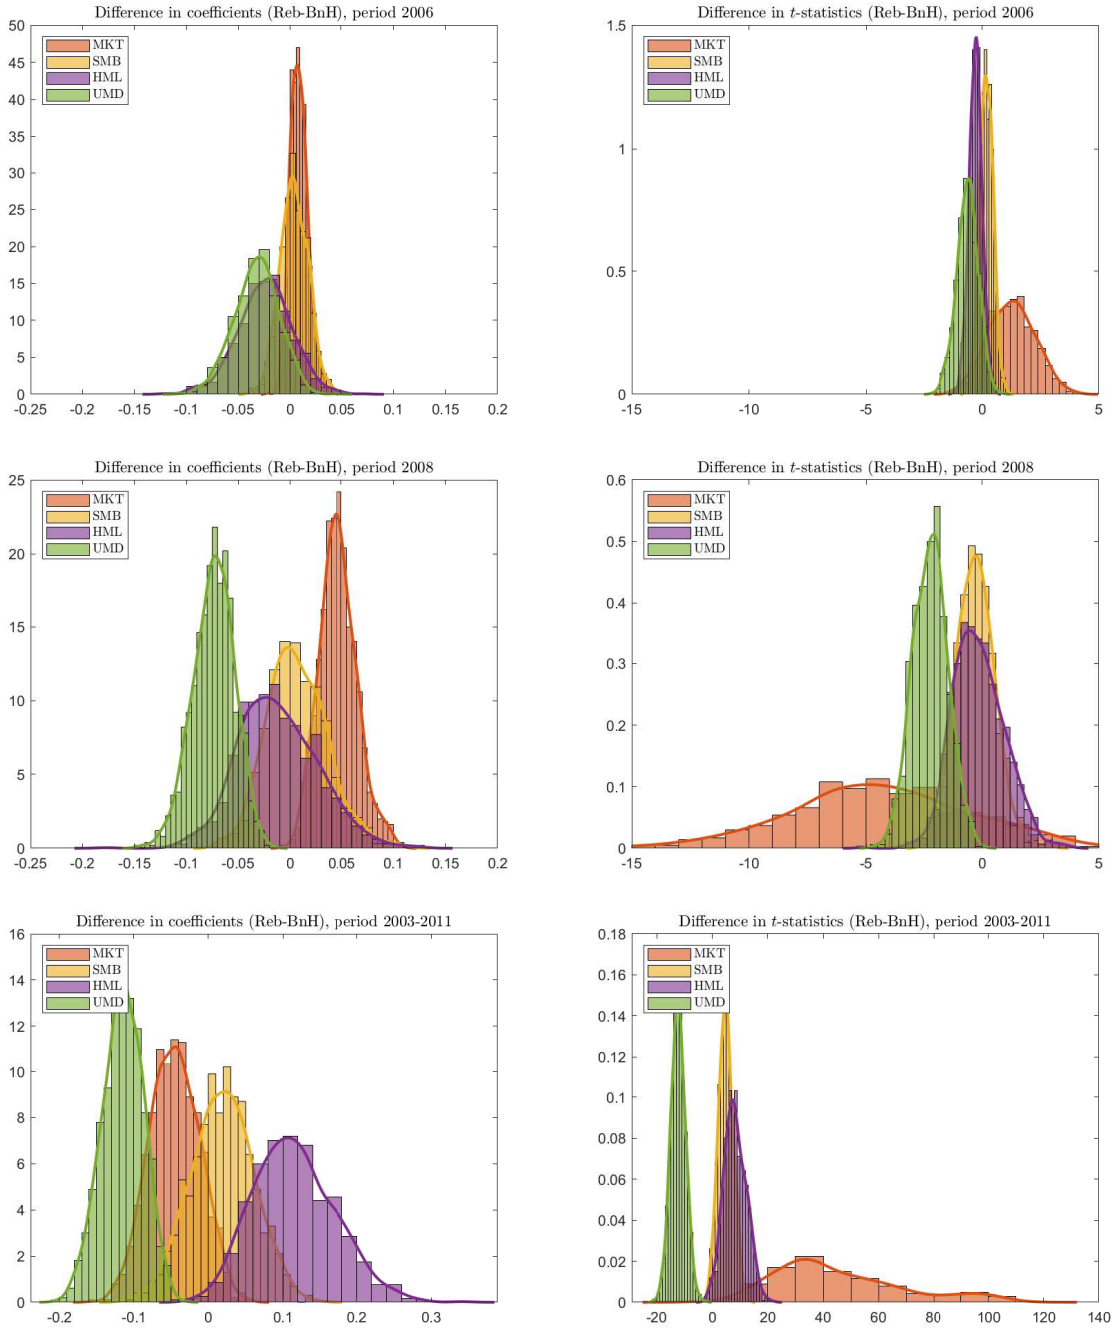 Difference in coefficients (Reb-BnH), period 2006
50
45
40
35
30
25
20
15
10
5
0
-0.25 -0.2 -0.15 -0.1 -0.05 0 0.05 0.1 0.15 0.2
MKT
SMB
HML
UMD
Difference in t-statistics (Reb-BnH), period 2006
1.5
1
0.5
0
-15 -10 -5 0 5
MKT
SMB
HML
UMD
Difference in coefficients (Reb-BnH), period 2008
25
20
15
10
5
0
-0.25 -0.2 -0.15 -0.1 -0.05 0 0.05 0.1 0.15 0.2
MKT
SMB
HML
UMD
Difference in t-statistics (Reb-BnH), period 2008
0.6
0.5
0.4
0.3
0.2
0.1
0
-15 -10 -5 0 5
MKT
SMB
HML
UMD
Difference in coefficients (Reb-BnH), period 2003-2011
16
14
12
10
8
6
4
2
0
-0.2 -0.1 0 0.1 0.2 0.3
MKT
SMB
HML
UMD
Difference in t-statistics (Reb-BnH), period 2003-2011
0.18
0.16
0.14
0.12
0.1
0.08
0.06
0.04
0.02
0
-20 0 20 40 60 80 100 120 140
MKT
SMB
HML
UMD